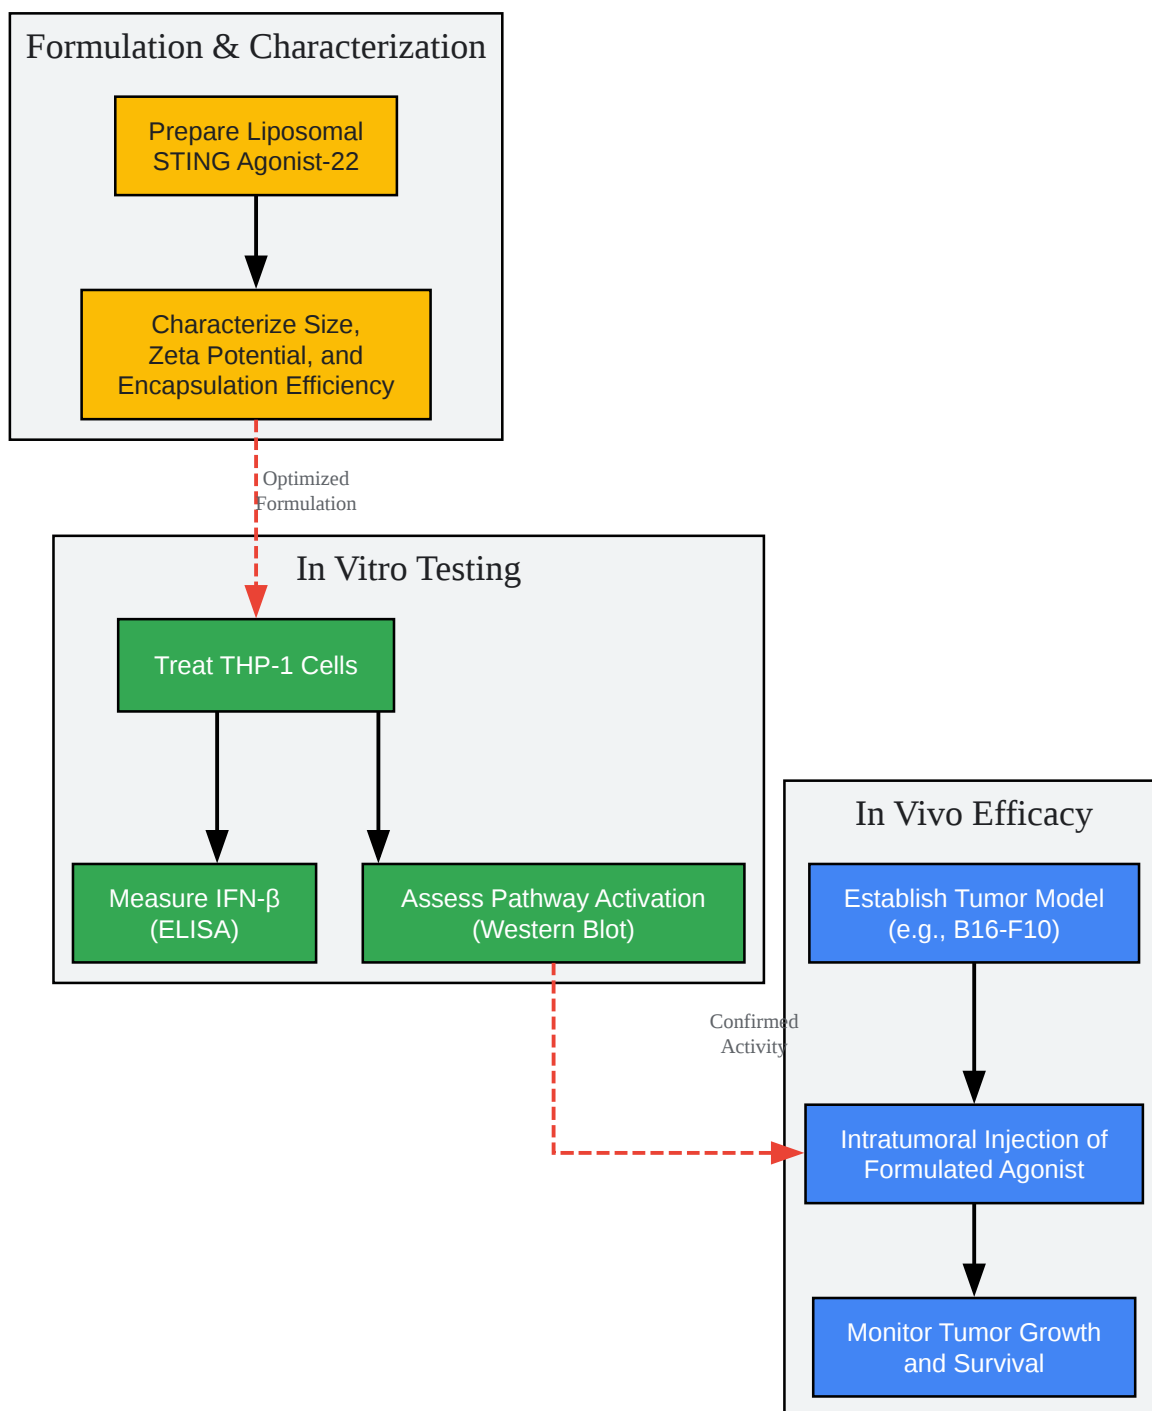 Formulation & Characterization
Prepare Liposomal
STING Agonist-22
Characterize Size,
Zeta Potential, and
Encapsulation Efficiency
Optimized
Formulation
In Vitro Testing
Treat THP-1 Cells
Measure IFN-β
(ELISA)
Assess Pathway Activation
(Western Blot)
Confirmed
Activity
In Vivo Efficacy
Establish Tumor Model
(e.g., B16-F10)
Intratumoral Injection of
Formulated Agonist
Monitor Tumor Growth
and Survival